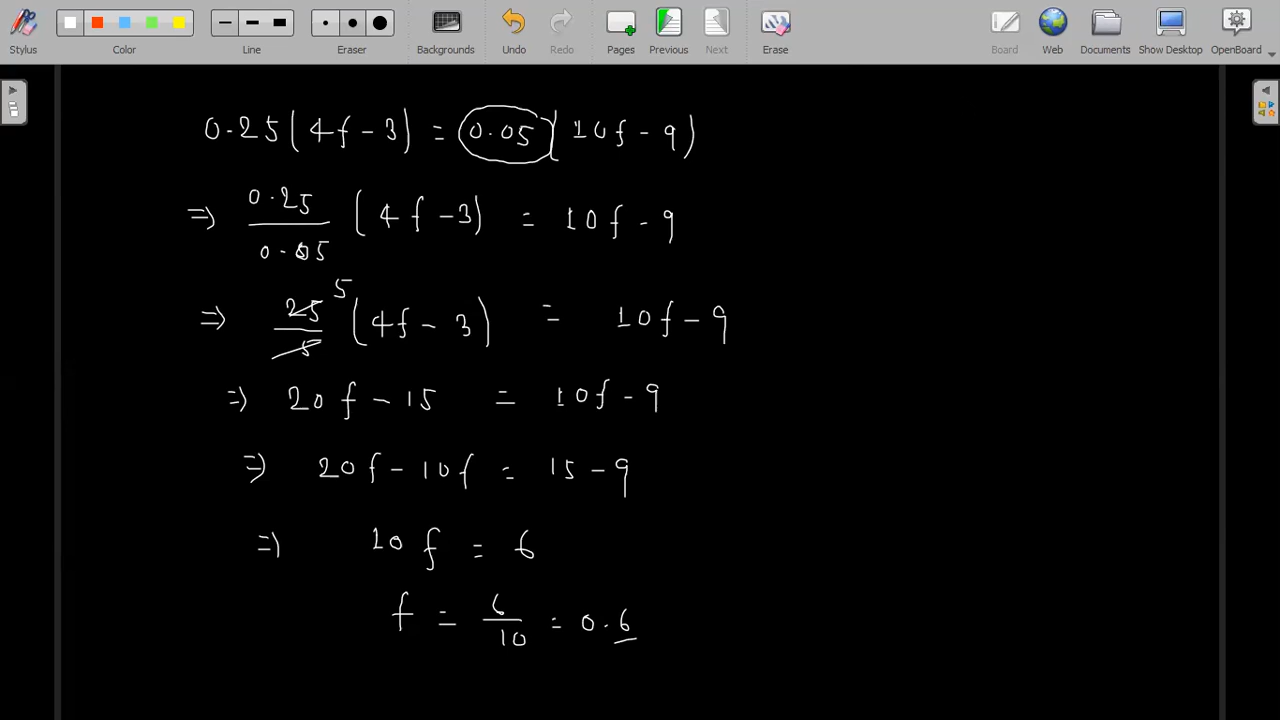 Stylus Color Line Eraser Backgrounds Undo Redo Pages Previous Next Erase Board Web Documents Show Desktop OpenBoard
0.25(4f-3) = 0.05(10f-9)
⇒ 0.25/0.05 (4f-3) = 10f-9
⇒ 25/5 5 (4f-3) = 10f-9
⇒ 20f-15 = 10f-9
⇒ 20f-10f = 15-9
⇒ 10f = 6
f = 6/10 = 0.6